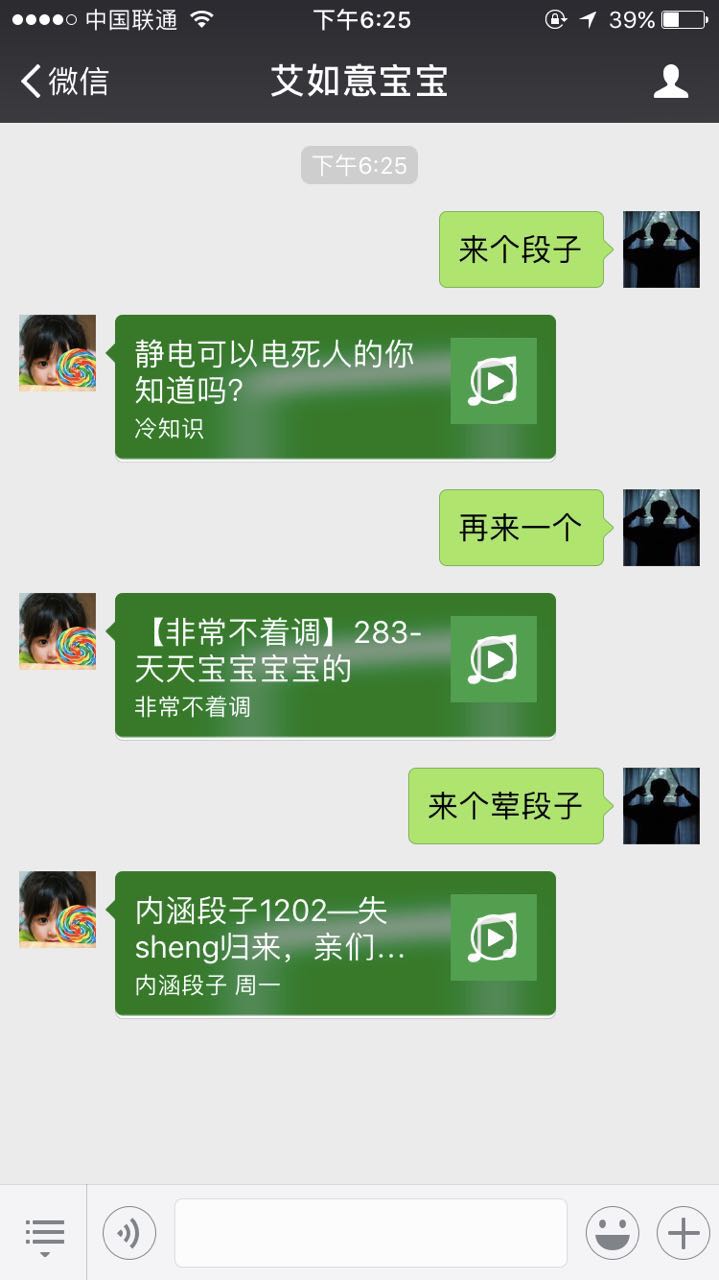 中国联通 下午6:25 39%
微信 艾如意宝宝
下午6:25
来个段子
静电可以电死人的你
知道吗?
冷知识
再来一个
【非常不着调】283-
天天宝宝宝宝的
非常不着调
来个荤段子
内涵段子1202—失
sheng归来，亲们...
内涵段子 周一